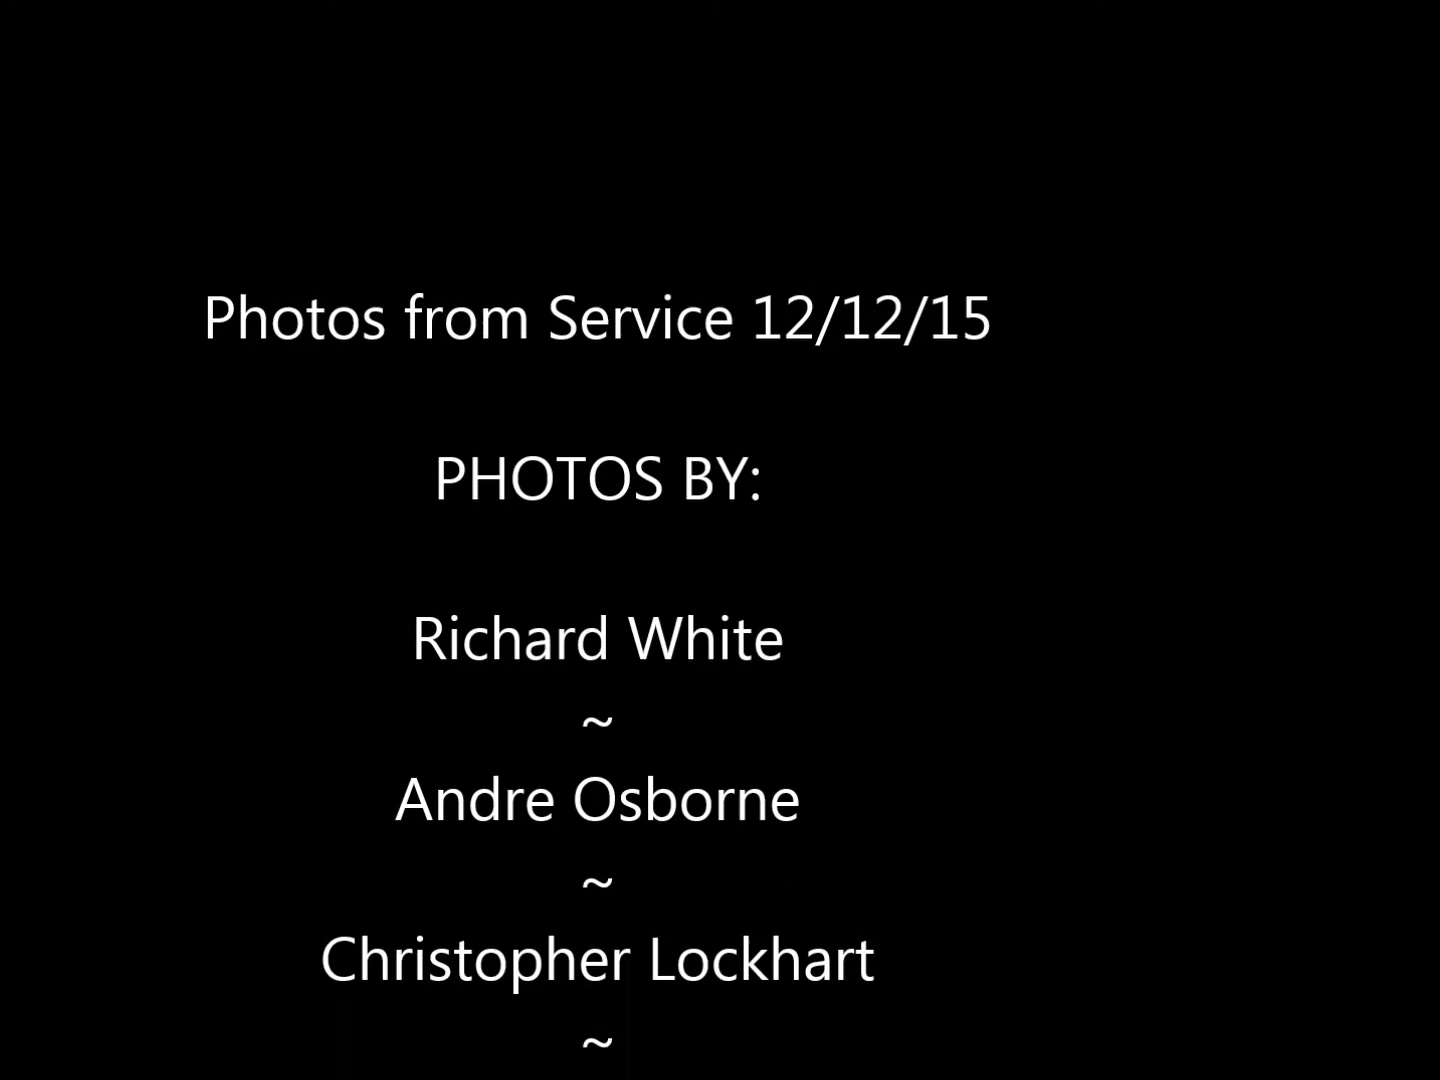 Photos from Service 12/12/15
PHOTOS BY:
Richard White
~
Andre Osborne
~
Christopher Lockhart
~